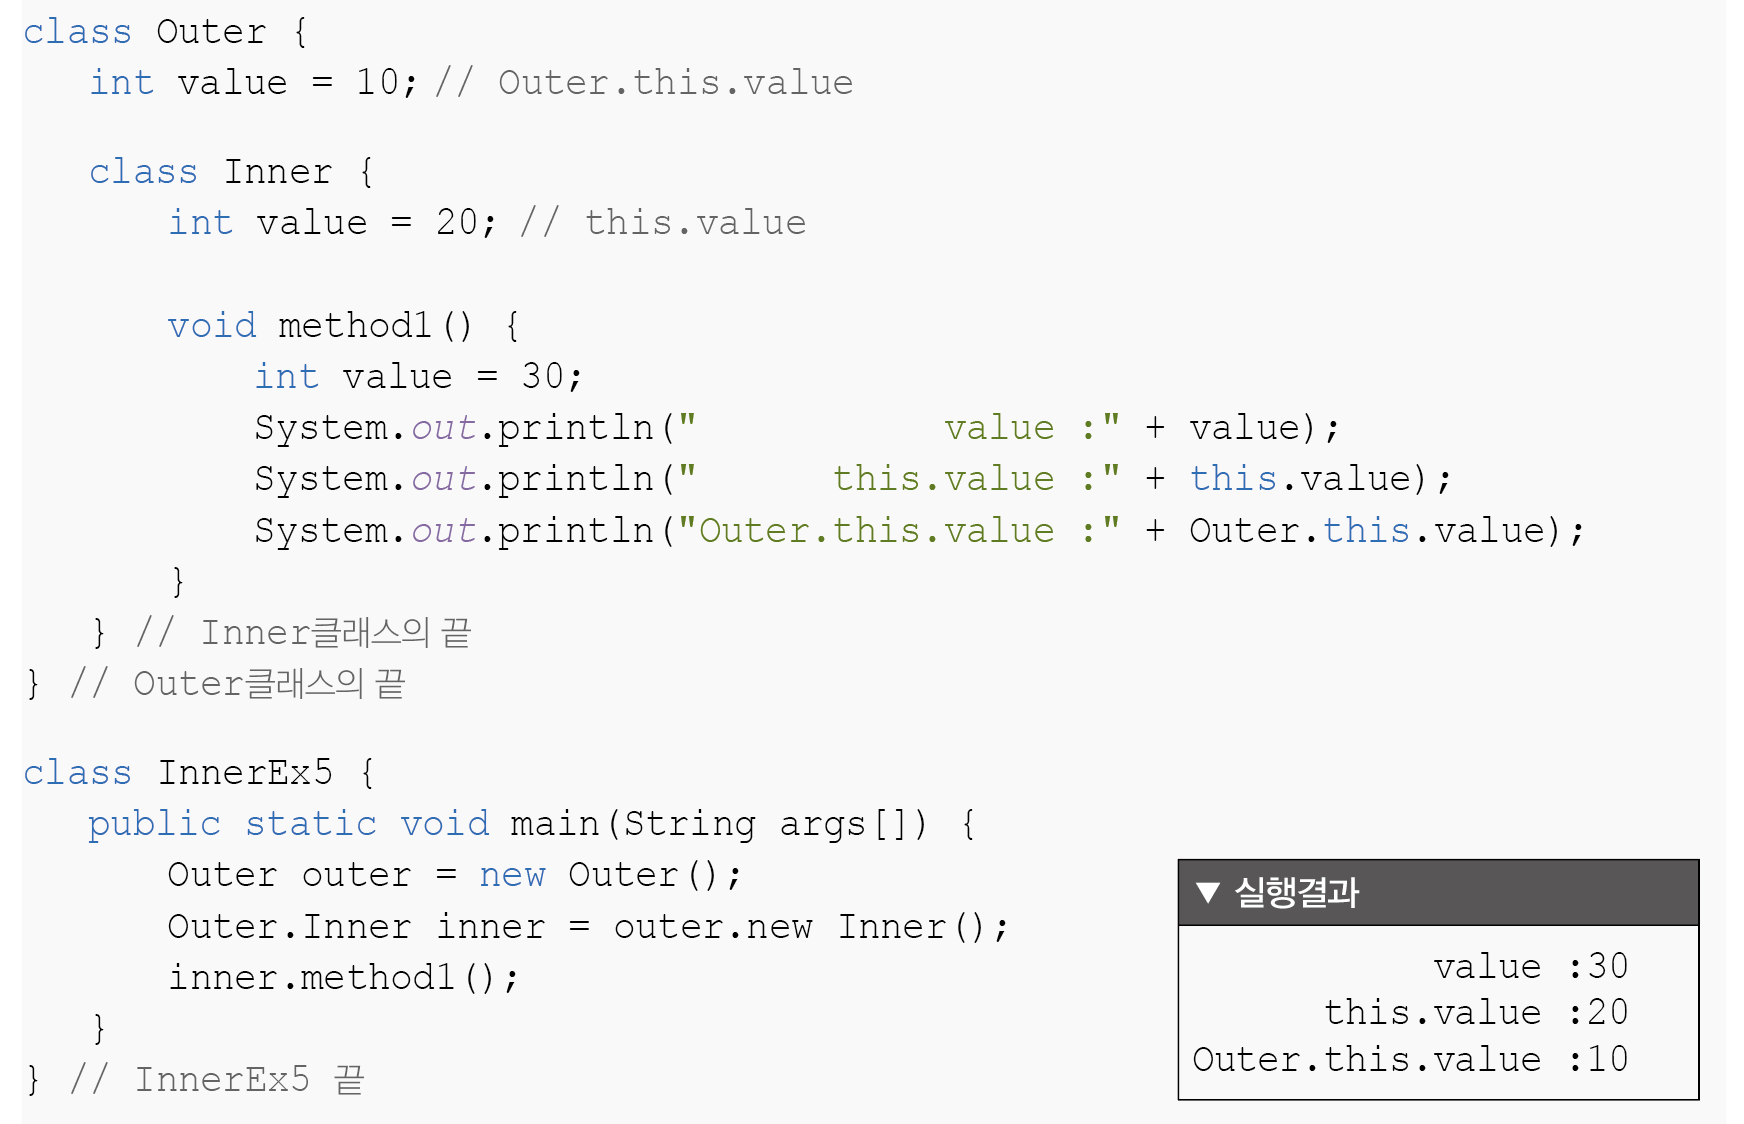 class Outer {
    int value = 10; // Outer.this.value

    class Inner {
        int value = 20; // this.value

        void method1() {
            int value = 30;
            System.out.println("           value :" + value);
            System.out.println("      this.value :" + this.value);
            System.out.println("Outer.this.value :" + Outer.this.value);
        }
    } // Inner클래스의 끝
} // Outer클래스의 끝

class InnerEx5 {
    public static void main(String args[]) {
        Outer outer = new Outer();
        Outer.Inner inner = outer.new Inner();
        inner.method1();
    }
} // InnerEx5 끝
▼ 실행결과
           value :30
      this.value :20
Outer.this.value :10